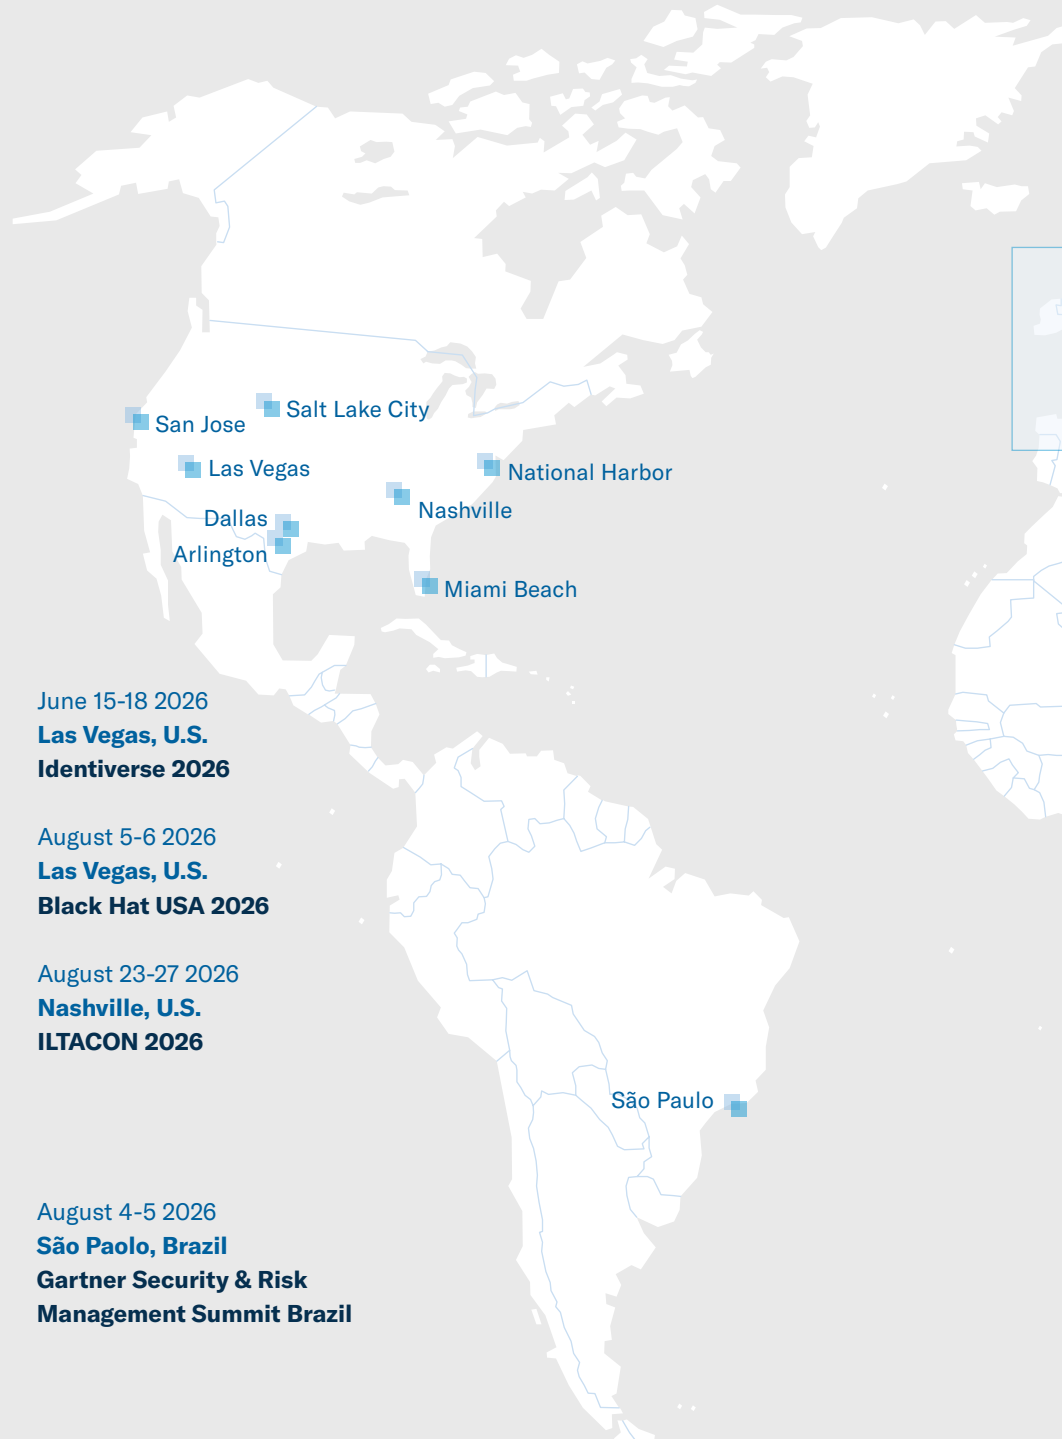 San Jose
Salt Lake City
Las Vegas
National Harbor
Nashville
Dallas
Arlington
Miami Beach
June 15-18 2026
Las Vegas, U.S.
Identiverse 2026
August 5-6 2026
Las Vegas, U.S.
Black Hat USA 2026
August 23-27 2026
Nashville, U.S.
ILTACON 2026
São Paulo
August 4-5 2026
São Paolo, Brazil
Gartner Security & Risk
Management Summit Brazil